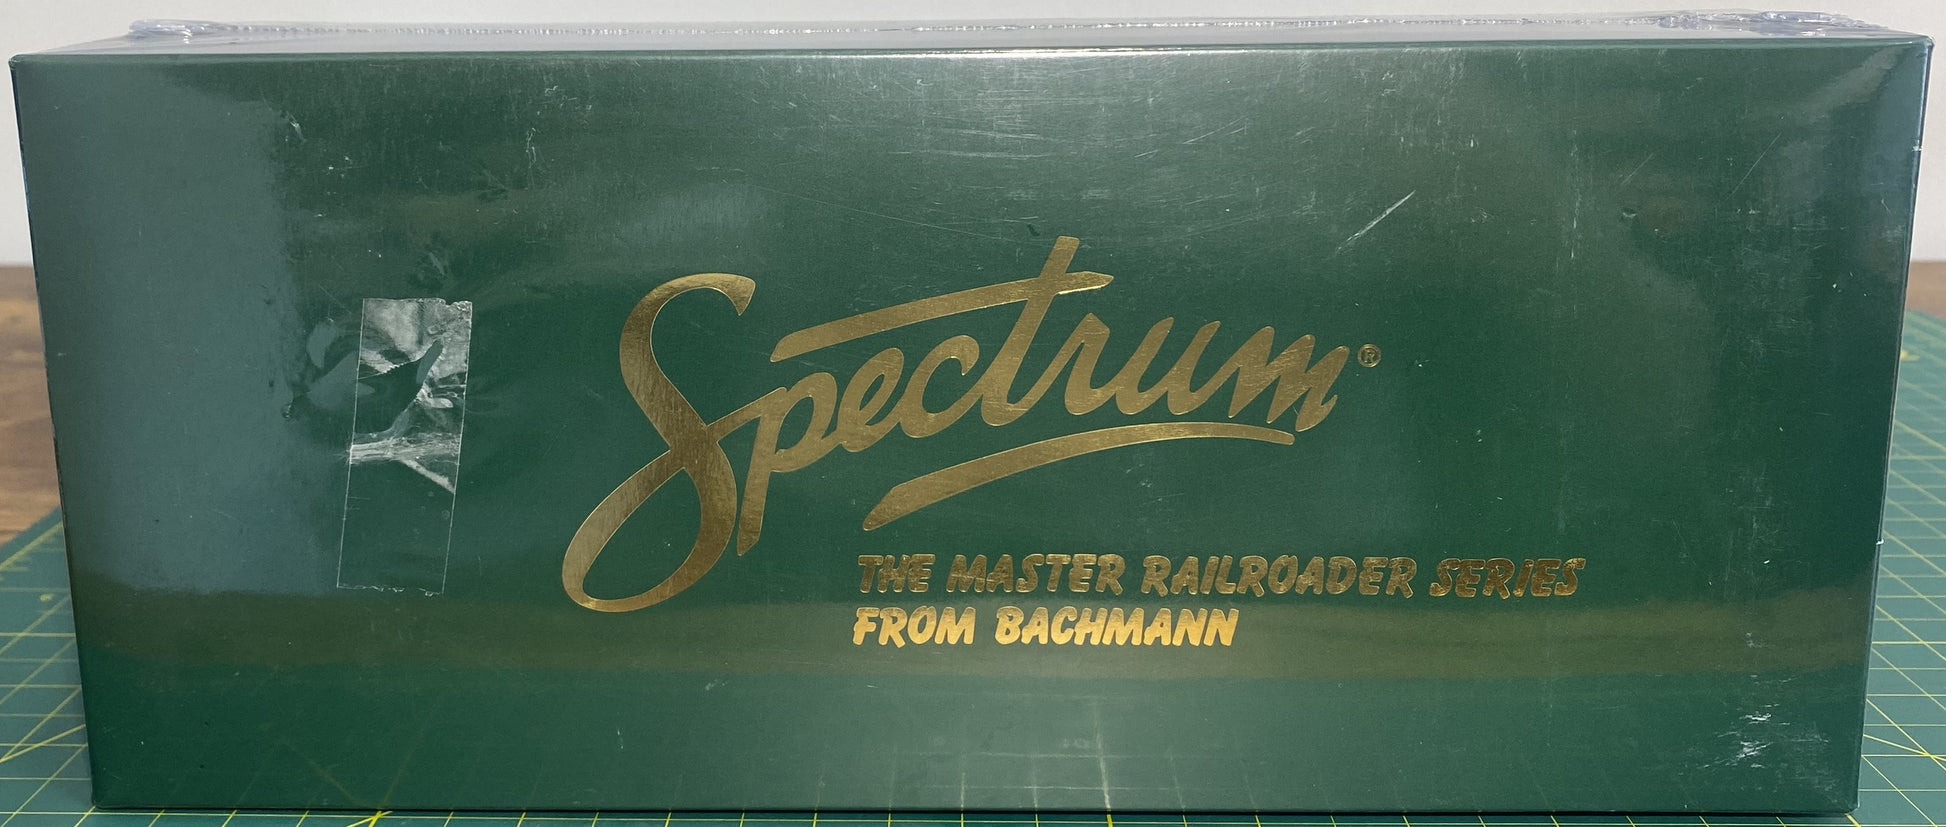 Spectrum®
THE MASTER RAILROADER SERIES
FROM BACHMANN